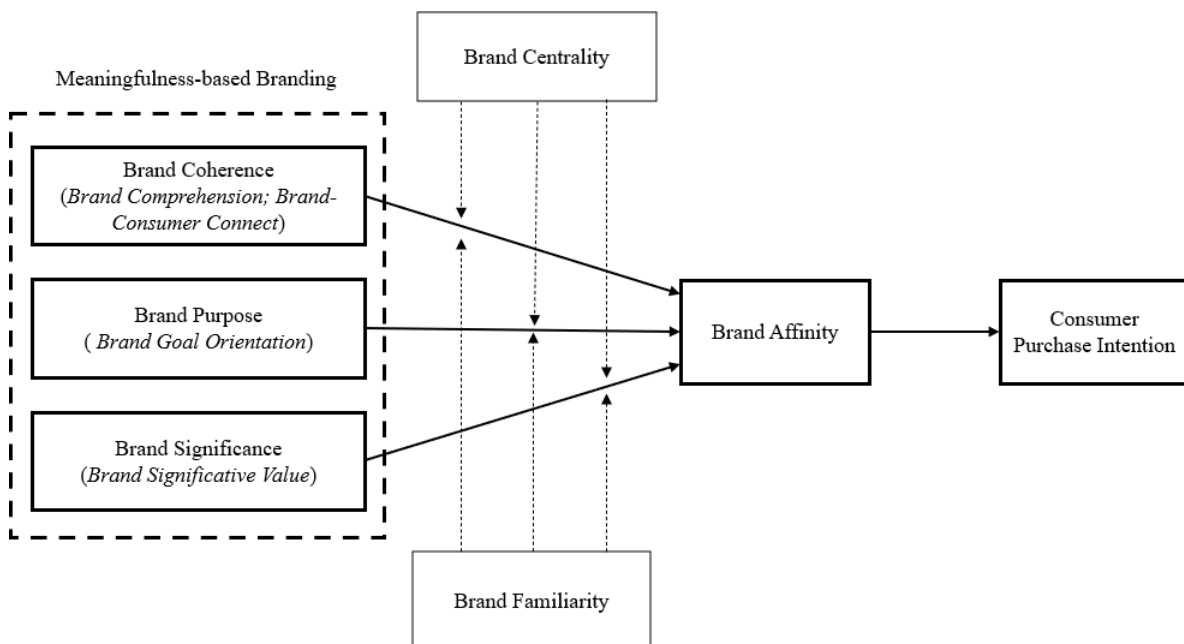 Brand Centrality
Meaningfulness-based Branding
Brand Coherence
(Brand Comprehension; Brand-
Consumer Connect)
Brand Purpose
( Brand Goal Orientation)
Brand Significance
(Brand Significative Value)
Brand Affinity
Consumer
Purchase Intention
Brand Familiarity